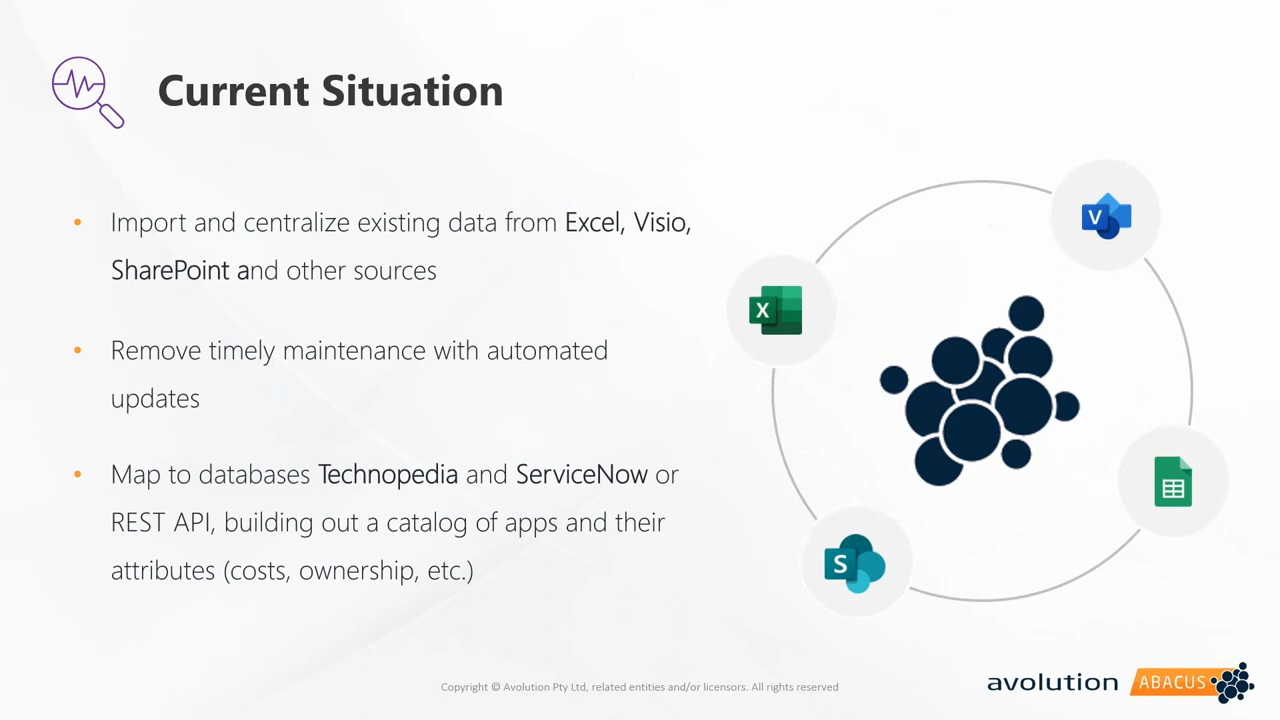 Current Situation
• Import and centralize existing data from Excel, Visio,
SharePoint and other sources
• Remove timely maintenance with automated
updates
• Map to databases Technopedia and ServiceNow or
REST API, building out a catalog of apps and their
attributes (costs, ownership, etc.)
V
X
S
Copyright © Avolution Pty Ltd, related entities and/or licensors. All rights reserved
avolution ABACUS